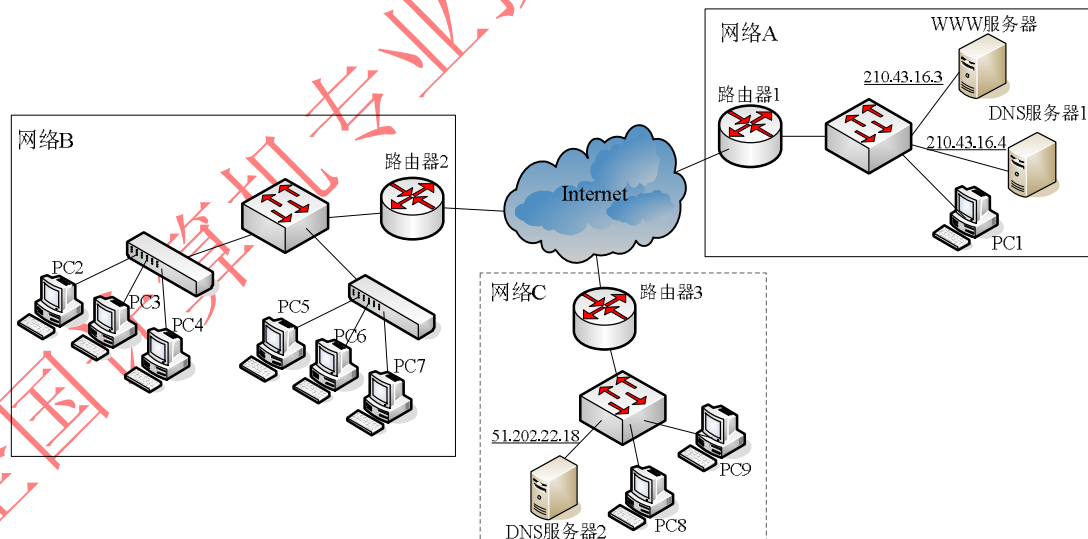 网络A
WWW服务器
210.43.16.3
路由器1
DNS服务器1
210.43.16.4
PC1
网络B
路由器2
Internet
PC2
PC3
PC4
PC5
PC6
PC7
网络C
路由器3
51.202.22.18
PC9
PC8
DNS服务器2